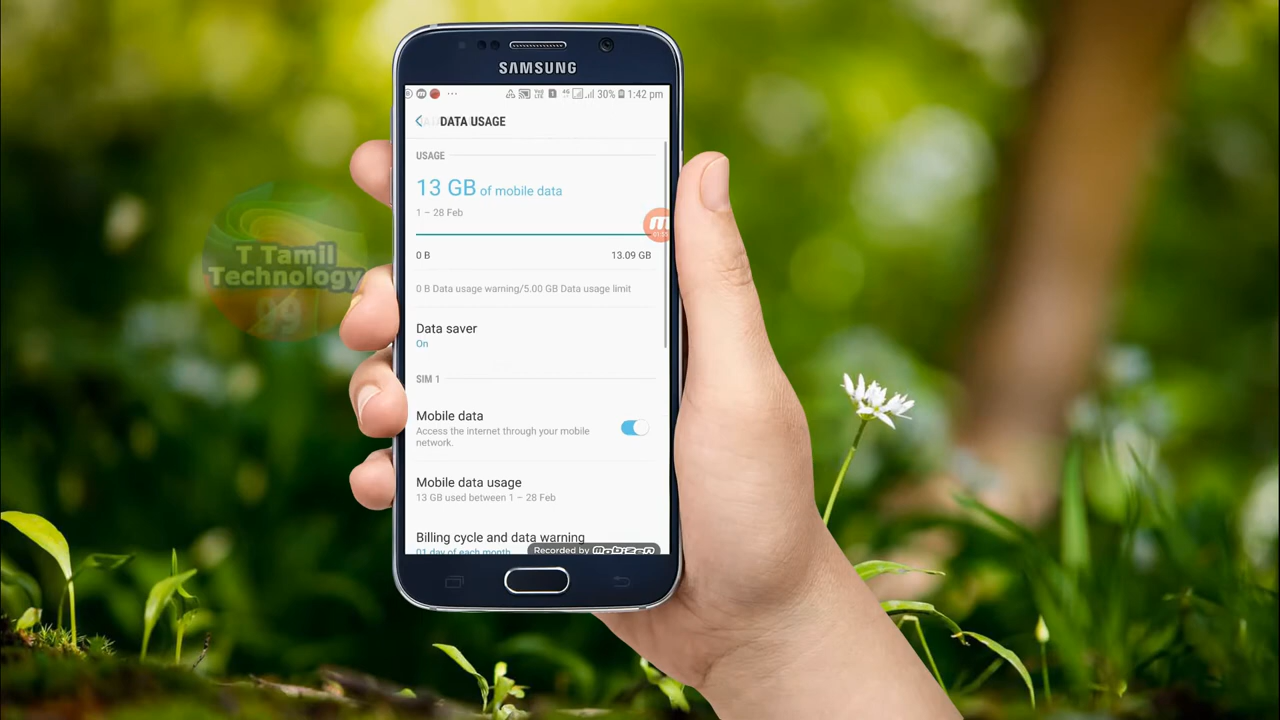 SAMSUNG
30% 1:42 pm
DATA USAGE
USAGE
13 GB of mobile data
1 – 28 Feb
0 B 13.09 GB
0 B Data usage warning/5.00 GB Data usage limit
Data saver
On
SIM 1
Mobile data
Access the internet through your mobile
network.
Mobile data usage
13 GB used between 1 – 28 Feb
Billing cycle and data warning
01 day of each month
Recorded by mobizen
T Tamil
Technology
99